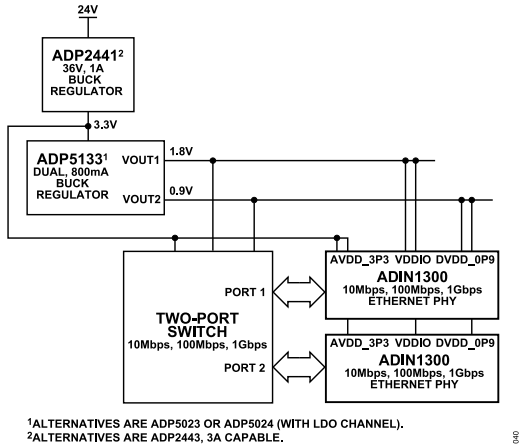 24V
ADP2441²
36V, 1A
BUCK
REGULATOR
3.3V
ADP5133¹
DUAL, 800mA
BUCK
REGULATOR
VOUT1
1.8V
VOUT2
0.9V
TWO-PORT
SWITCH
10Mbps, 100Mbps, 1Gbps
PORT 1
PORT 2
AVDD_3P3 VDDIO DVDD_0P9
ADIN1300
10Mbps, 100Mbps, 1Gbps
ETHERNET PHY
AVDD_3P3 VDDIO DVDD_0P9
ADIN1300
10Mbps, 100Mbps, 1Gbps
ETHERNET PHY
¹ALTERNATIVES ARE ADP5023 OR ADP5024 (WITH LDO CHANNEL).
²ALTERNATIVES ARE ADP2443, 3A CAPABLE.
040